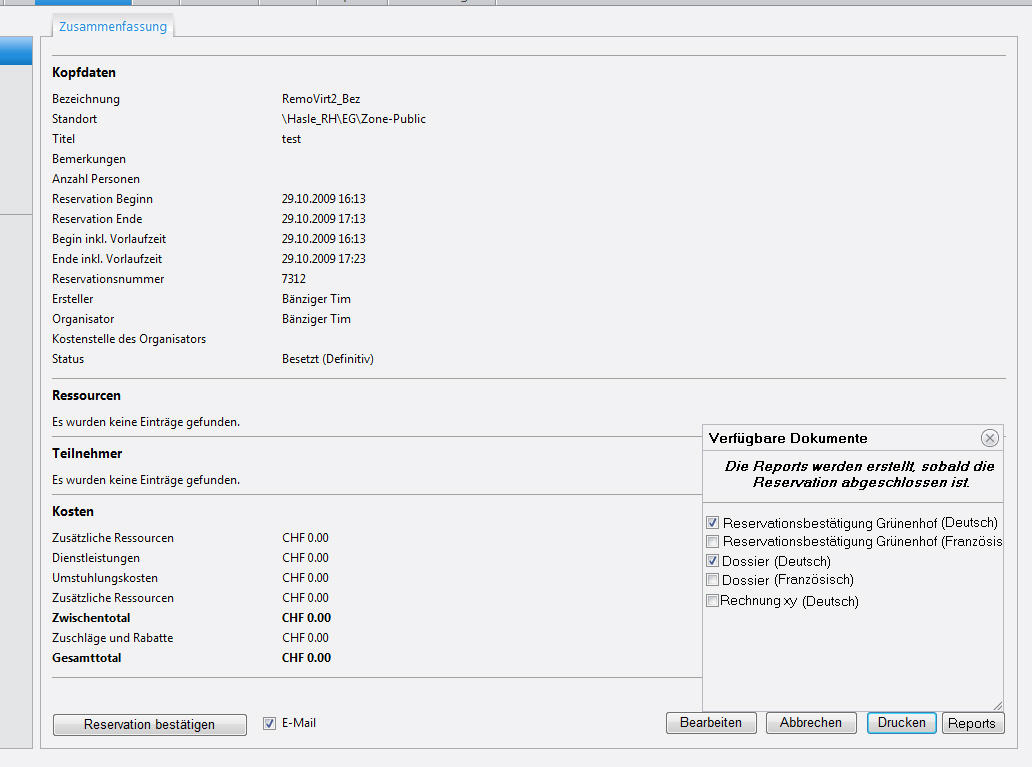 Zusammenfassung
Kopfdaten
Bezeichnung RemoVirt2_Bez
Standort \Hasle_RH\EG\Zone-Public
Titel test
Bemerkungen
Anzahl Personen
Reservation Beginn 29.10.2009 16:13
Reservation Ende 29.10.2009 17:13
Begin inkl. Vorlaufzeit 29.10.2009 16:13
Ende inkl. Vorlaufzeit 29.10.2009 17:23
Reservationsnummer 7312
Ersteller Bänziger Tim
Organisator Bänziger Tim
Kostenstelle des Organisators
Status Besetzt (Definitiv)
Ressourcen
Es wurden keine Einträge gefunden.
Teilnehmer
Es wurden keine Einträge gefunden.
Kosten
Zusätzliche Ressourcen CHF 0.00
Dienstleistungen CHF 0.00
Umstuhlungskosten CHF 0.00
Zusätzliche Ressourcen CHF 0.00
Zwischentotal CHF 0.00
Zuschläge und Rabatte CHF 0.00
Gesamttotal CHF 0.00
Verfügbare Dokumente
Die Reports werden erstellt, sobald die
Reservation abgeschlossen ist.
Reservationsbestätigung Grünenhof (Deutsch)
Reservationsbestätigung Grünenhof (Französis
Dossier (Deutsch)
Dossier (Französisch)
Rechnung xy (Deutsch)
Reservation bestätigen E-Mail Bearbeiten Abbrechen Drucken Reports